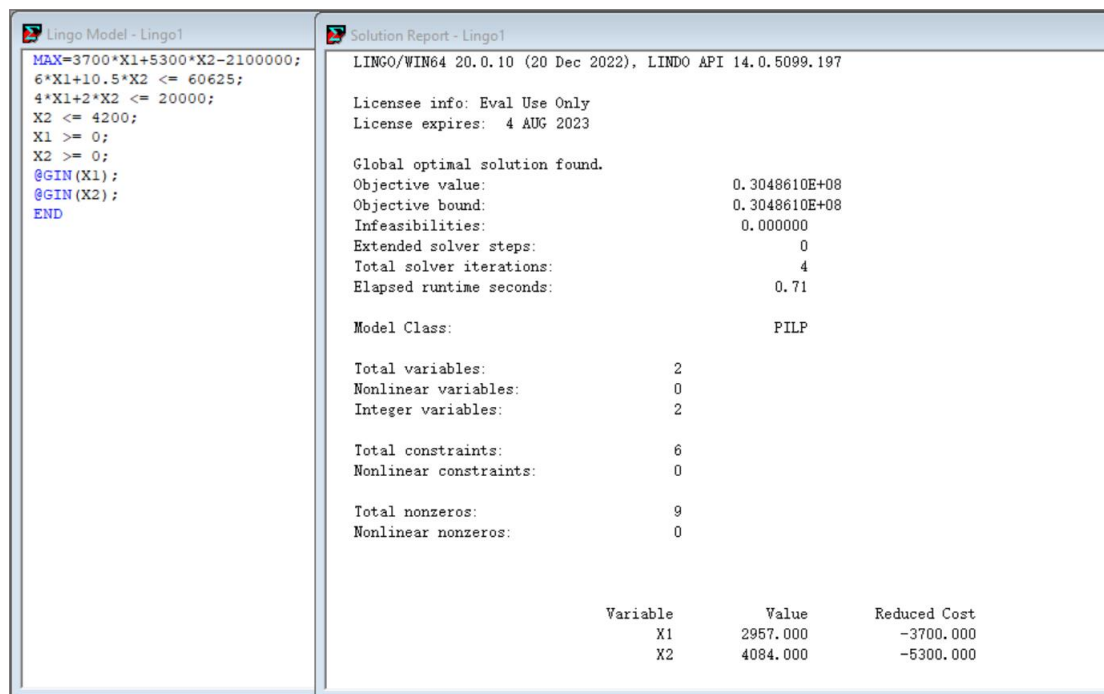 Lingo Model - Lingo1
MAX=3700*X1+5300*X2-2100000;
6*X1+10.5*X2 <= 60625;
4*X1+2*X2 <= 20000;
X2 <= 4200;
X1 >= 0;
X2 >= 0;
@GIN(X1);
@GIN(X2);
END
Solution Report - Lingo1
LINGO/WIN64 20.0.10 (20 Dec 2022), LINDO API 14.0.5099.197
Licensee info: Eval Use Only
License expires: 4 AUG 2023
Global optimal solution found.
Objective value: 0.3048610E+08
Objective bound: 0.3048610E+08
Infeasibilities: 0.000000
Extended solver steps: 0
Total solver iterations: 4
Elapsed runtime seconds: 0.71
Model Class: PILP
Total variables: 2
Nonlinear variables: 0
Integer variables: 2
Total constraints: 6
Nonlinear constraints: 0
Total nonzeros: 9
Nonlinear nonzeros: 0
Variable Value Reduced Cost
X1 2957.000 -3700.000
X2 4084.000 -5300.000